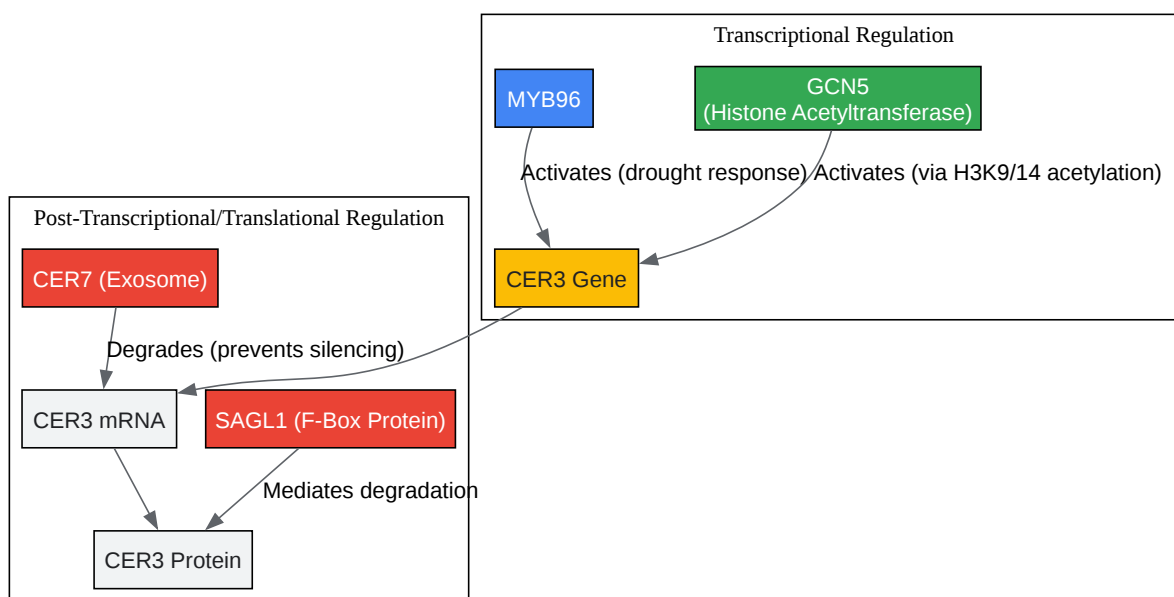 Transcriptional Regulation
MYB96
GCN5
(Histone Acetyltransferase)
Activates (drought response)
Activates (via H3K9/14 acetylation)
CER3 Gene
Post-Transcriptional/Translational Regulation
CER7 (Exosome)
Degrades (prevents silencing)
CER3 mRNA
SAGL1 (F-Box Protein)
Mediates degradation
CER3 Protein